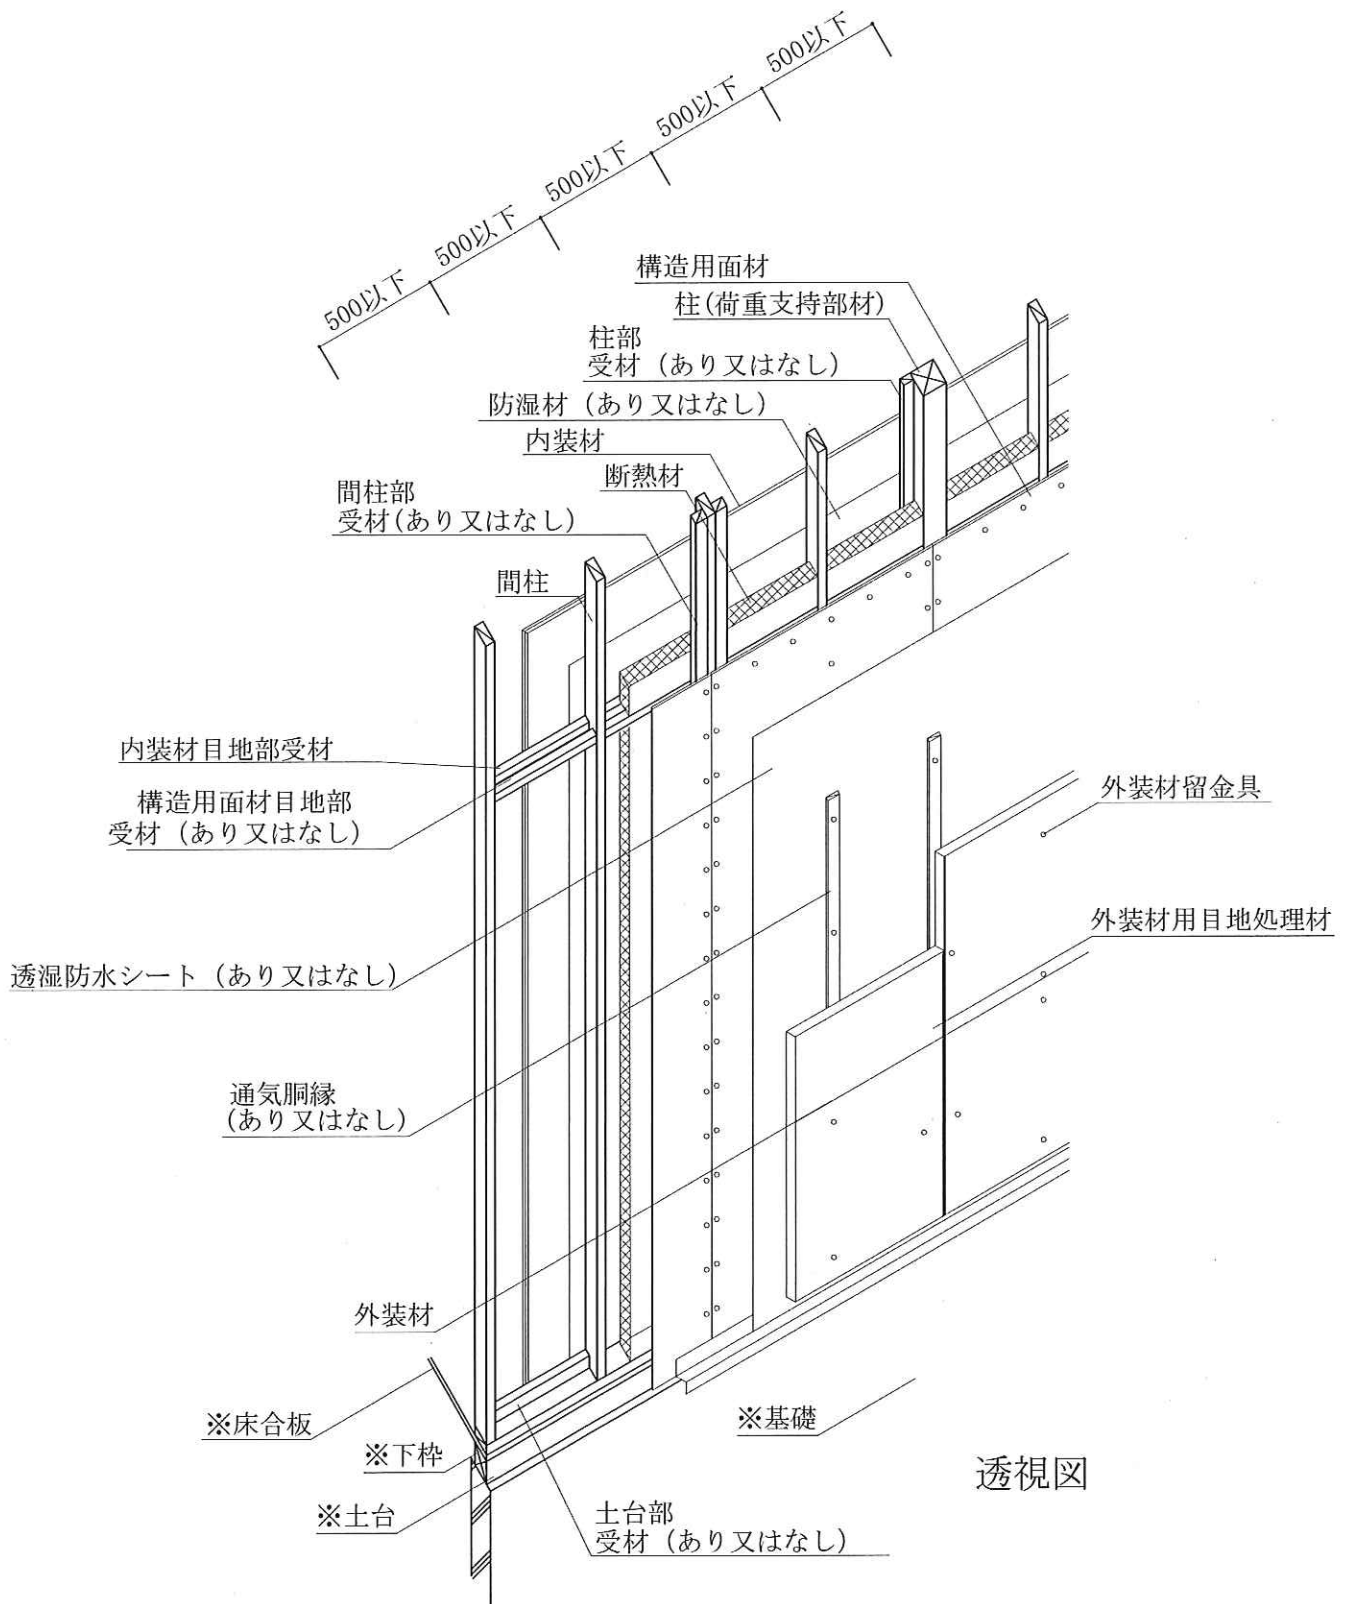 500以下
500以下
500以下
500以下
500以下
構造用面材
柱(荷重支持部材)
柱部
受材 (あり又はなし)
防湿材 (あり又はなし)
内装材
断熱材
間柱部
受材(あり又はなし)
間柱
内装材目地部受材
構造用面材目地部
受材 (あり又はなし)
外装材留金具
外装材用目地処理材
透湿防水シート (あり又はなし)
通気胴縁
(あり又はなし)
外装材
※床合板
※下枠
※土台
※基礎
土台部
受材 (あり又はなし)
透視図